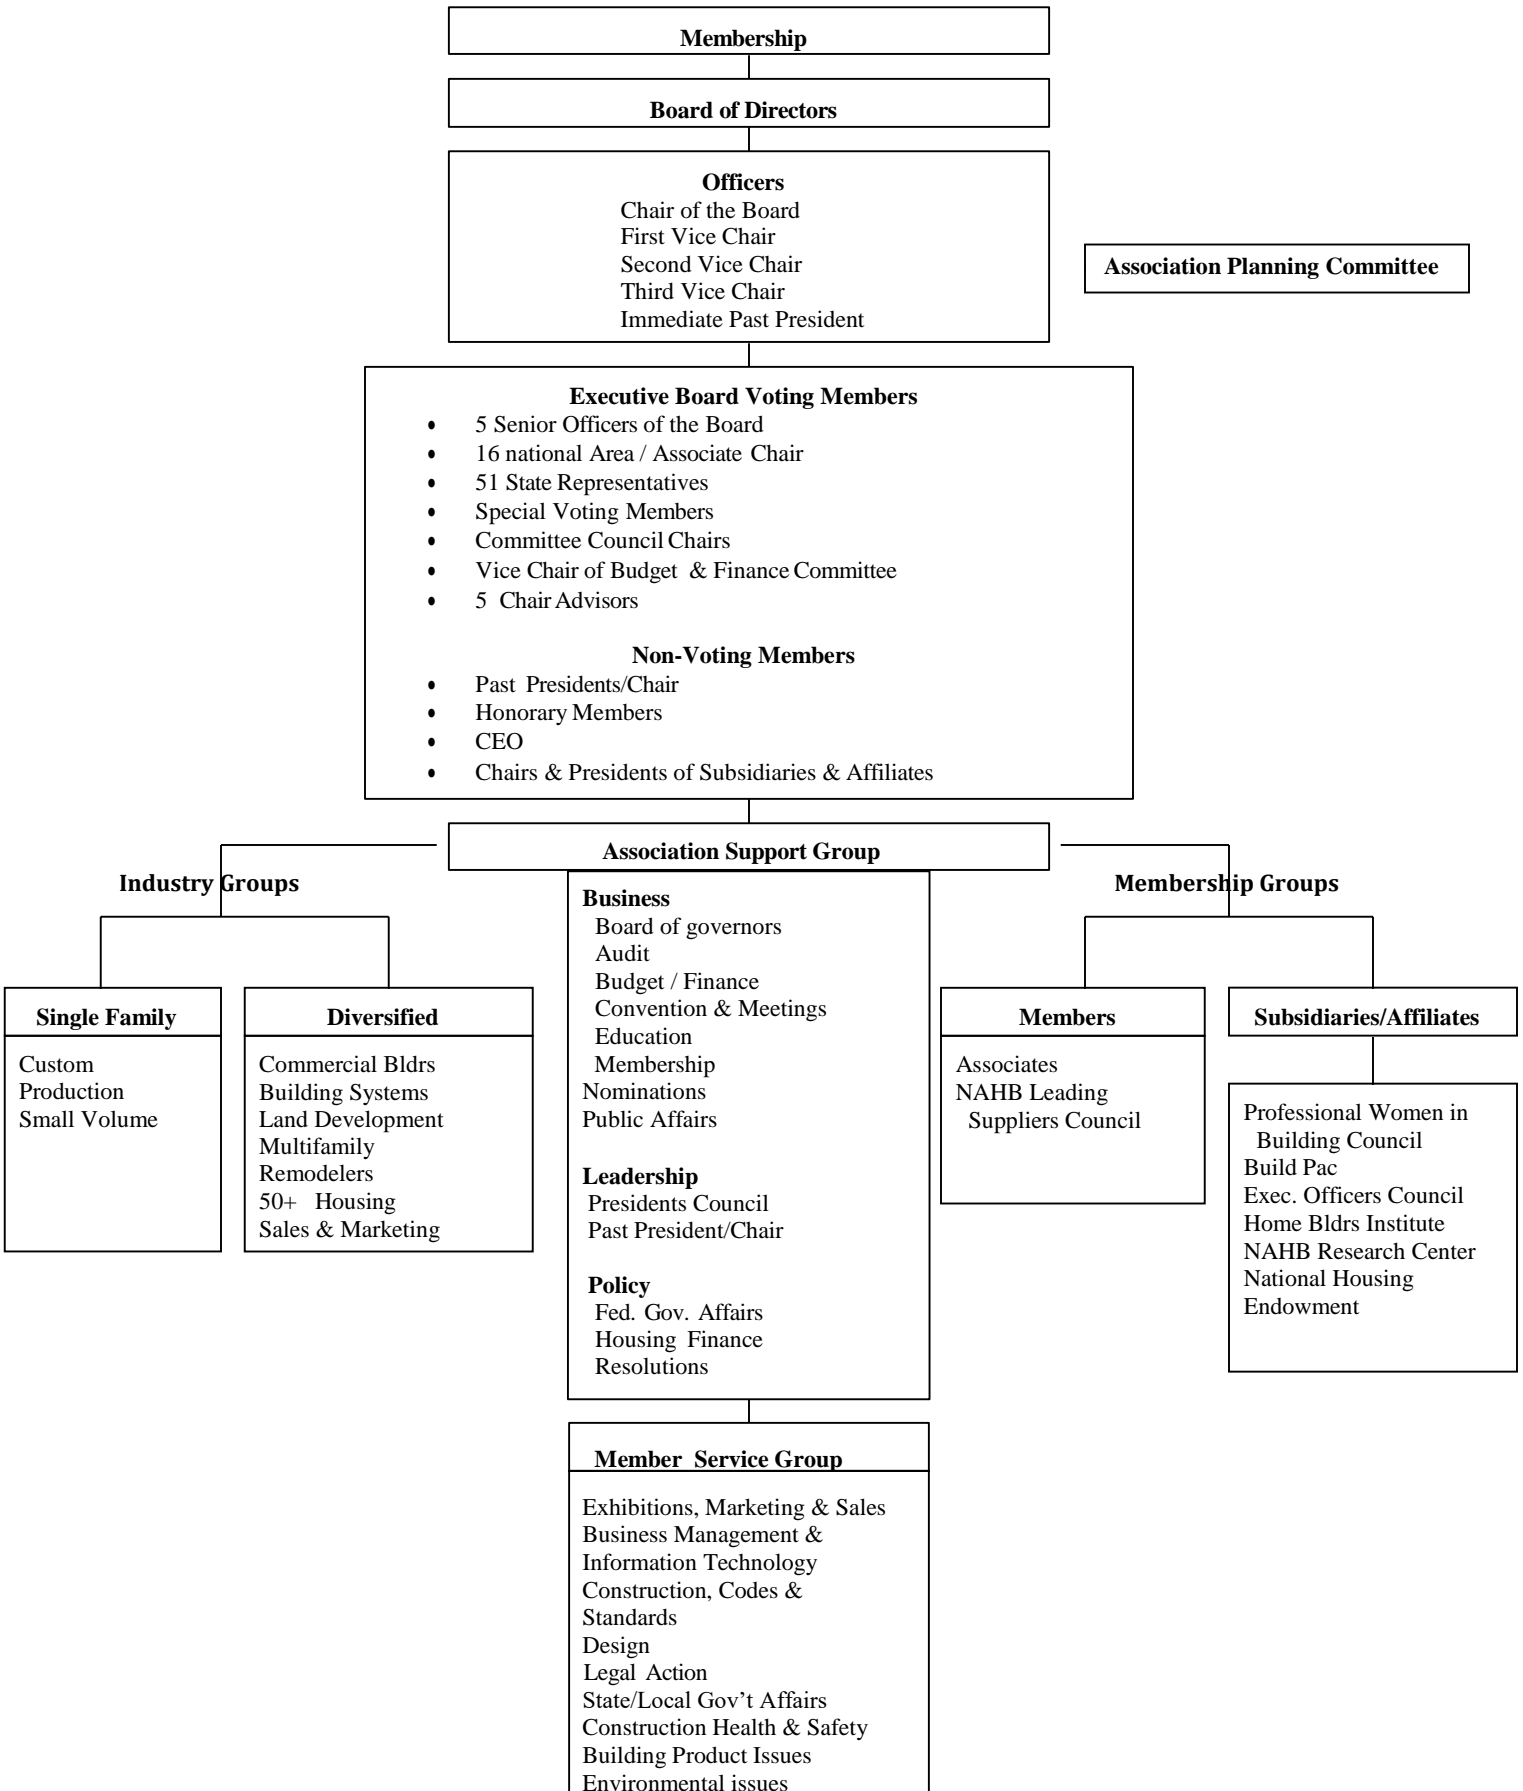 Membership
Board of Directors
Officers
Chair of the Board
First Vice Chair
Second Vice Chair
Third Vice Chair
Immediate Past President
Association Planning Committee
Executive Board Voting Members
• 5 Senior Officers of the Board
• 16 national Area / Associate Chair
• 51 State Representatives
• Special Voting Members
• Committee Council Chairs
• Vice Chair of Budget & Finance Committee
• 5 Chair Advisors
Non-Voting Members
• Past Presidents/Chair
• Honorary Members
• CEO
• Chairs & Presidents of Subsidiaries & Affiliates
Association Support Group
Industry Groups
Single Family
Custom
Production
Small Volume
Diversified
Commercial Bldrs
Building Systems
Land Development
Multifamily
Remodelers
50+ Housing
Sales & Marketing
Business
Board of governors
Audit
Budget / Finance
Convention & Meetings
Education
Membership
Nominations
Public Affairs
Leadership
Presidents Council
Past President/Chair
Policy
Fed. Gov. Affairs
Housing Finance
Resolutions
Membership Groups
Members
Associates
NAHB Leading
Suppliers Council
Subsidiaries/Affiliates
Professional Women in
Building Council
Build Pac
Exec. Officers Council
Home Bldrs Institute
NAHB Research Center
National Housing
Endowment
Member Service Group
Exhibitions, Marketing & Sales
Business Management &
Information Technology
Construction, Codes &
Standards
Design
Legal Action
State/Local Gov’t Affairs
Construction Health & Safety
Building Product Issues
Environmental issues